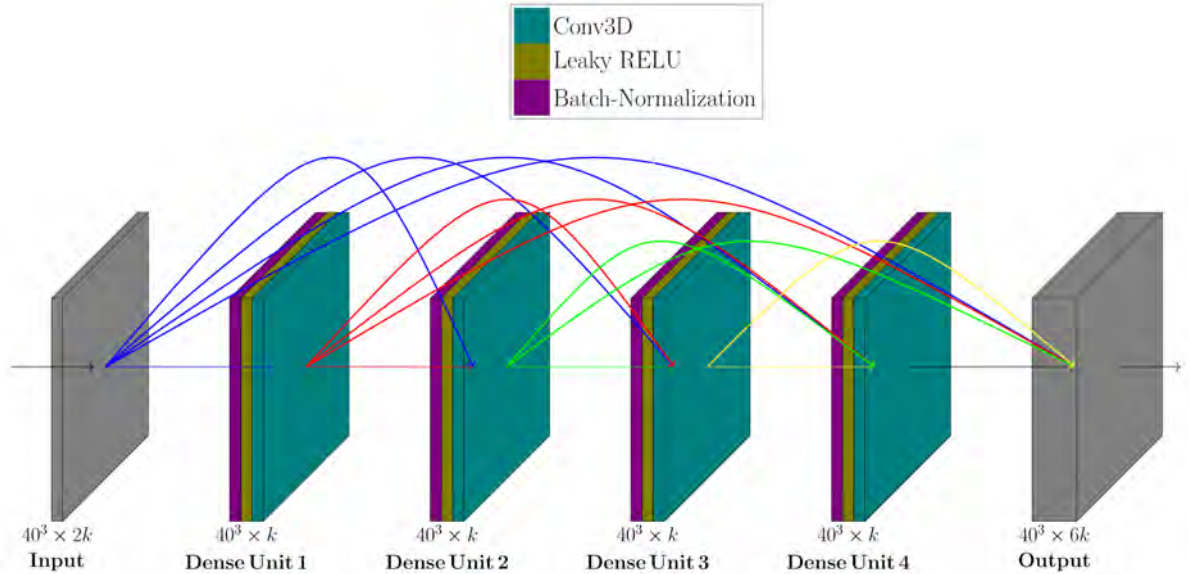 Conv3D
Leaky RELU
Batch-Normalization
40³ × 2k
Input
40³ × k
Dense Unit 1
40³ × k
Dense Unit 2
40³ × k
Dense Unit 3
40³ × k
Dense Unit 4
40³ × 6k
Output